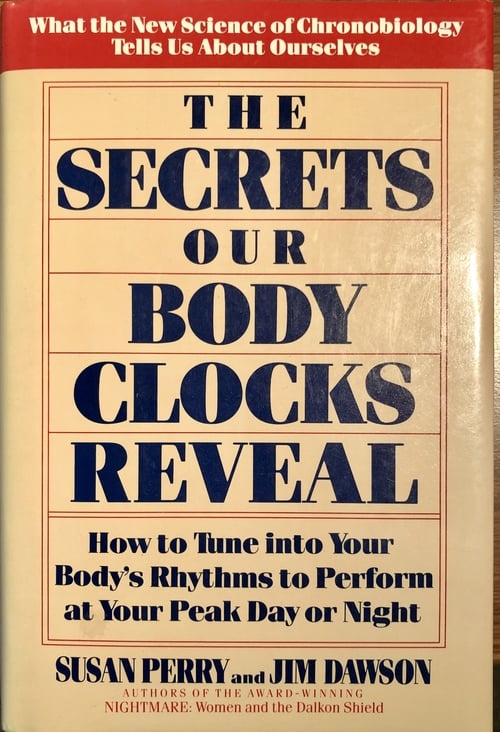 What the New Science of Chronobiology
Tells Us About Ourselves
THE
SECRETS
OUR
BODY
CLOCKS
REVEAL
How to Tune into Your
Body's Rhythms to Perform
at Your Peak Day or Night
SUSAN PERRY and JIM DAWSON
AUTHORS OF THE AWARD-WINNING
NIGHTMARE: Women and the Dalkon Shield